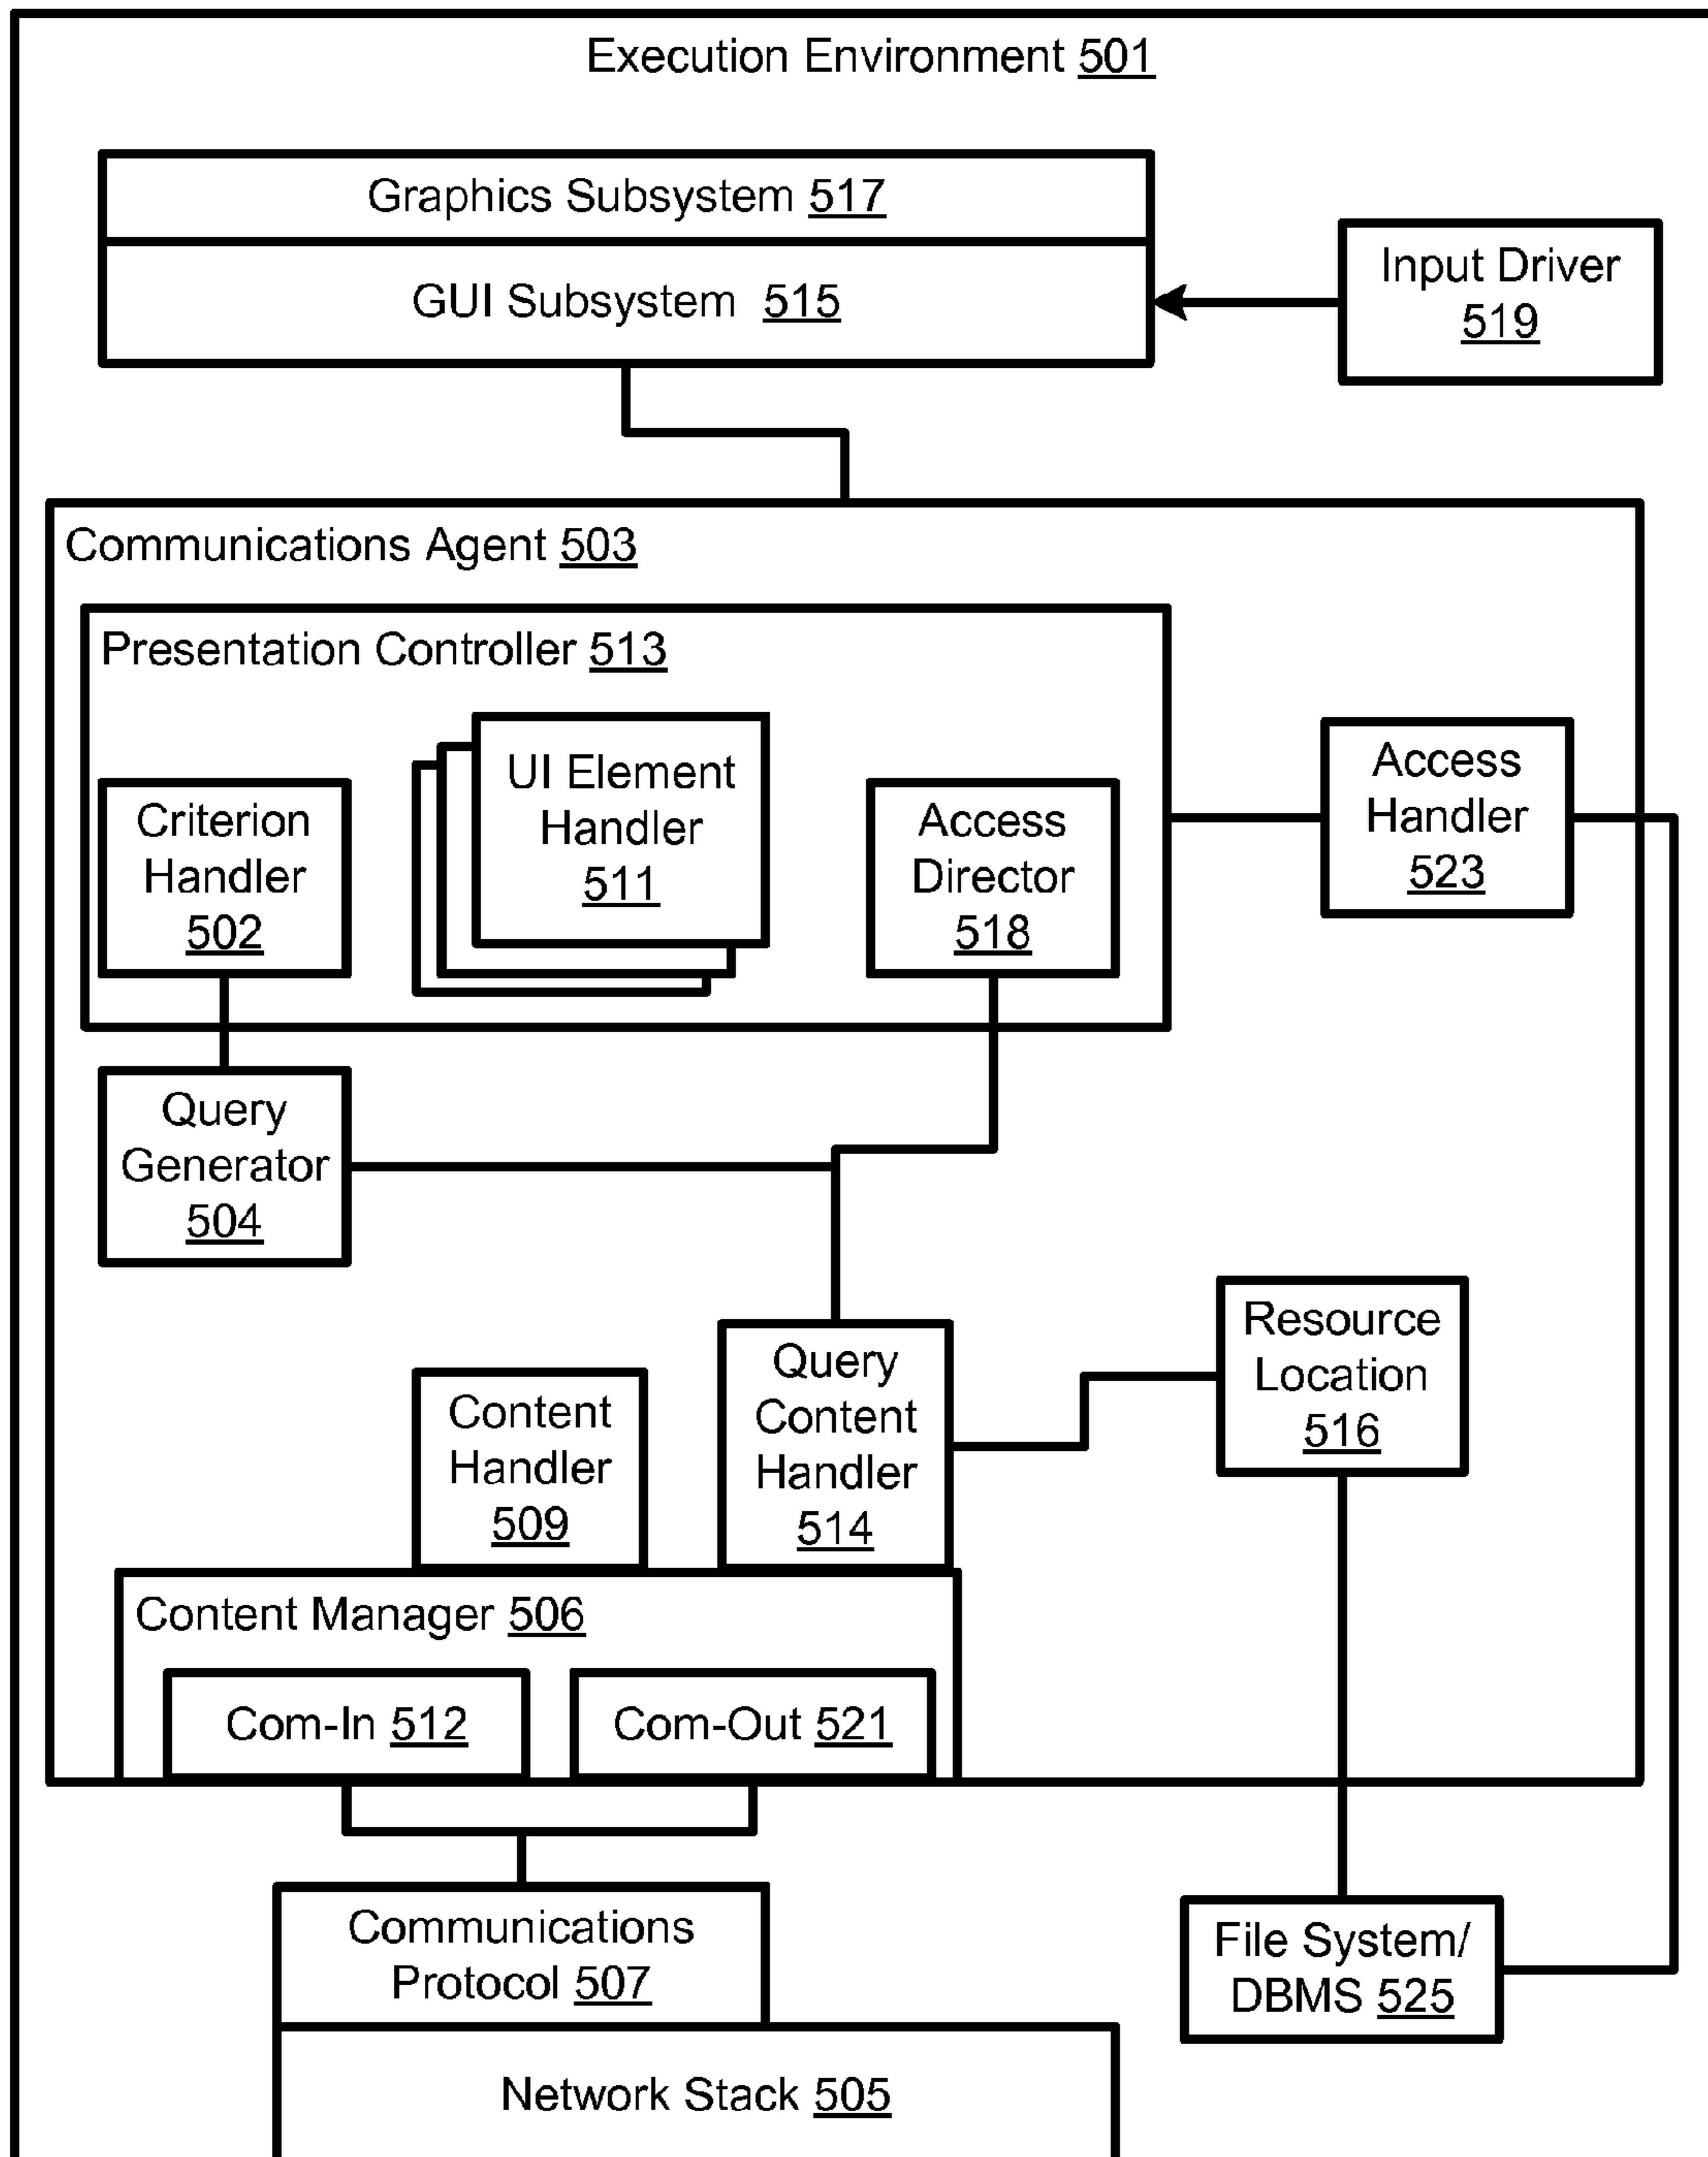 Execution Environment 501
Graphics Subsystem 517
GUI Subsystem 515
Input Driver
519
Communications Agent 503
Presentation Controller 513
Criterion
Handler
502
UI Element
Handler
511
Access
Director
518
Access
Handler
523
Query
Generator
504
Content
Handler
509
Query
Content
Handler
514
Resource
Location
516
Content Manager 506
Com-In 512
Com-Out 521
Communications
Protocol 507
File System/
DBMS 525
Network Stack 505